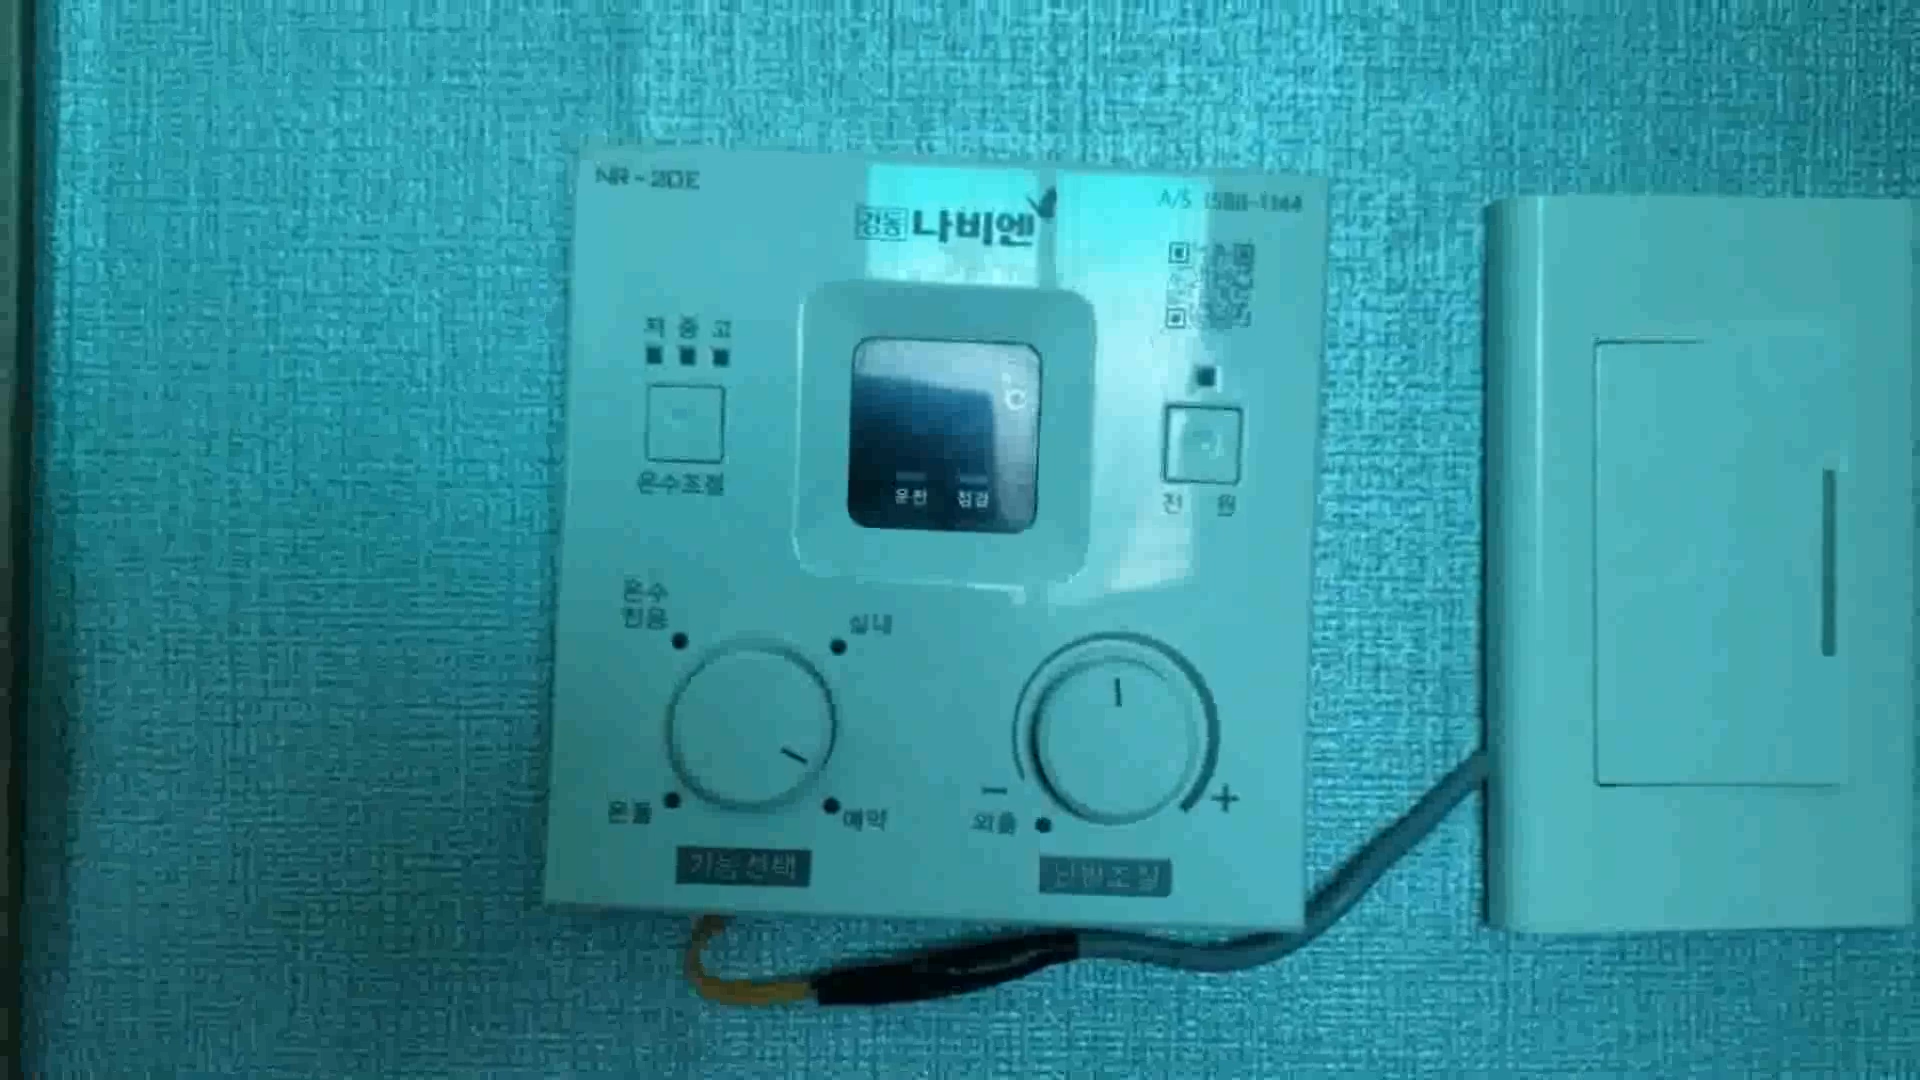 NR-20E
경동 나비엔
A/S 1588-1144
저 중 고
℃
온수조절
운전 점검
전 원
온수
전용
실내
온돌
예약
외출
기능선택
난방조절